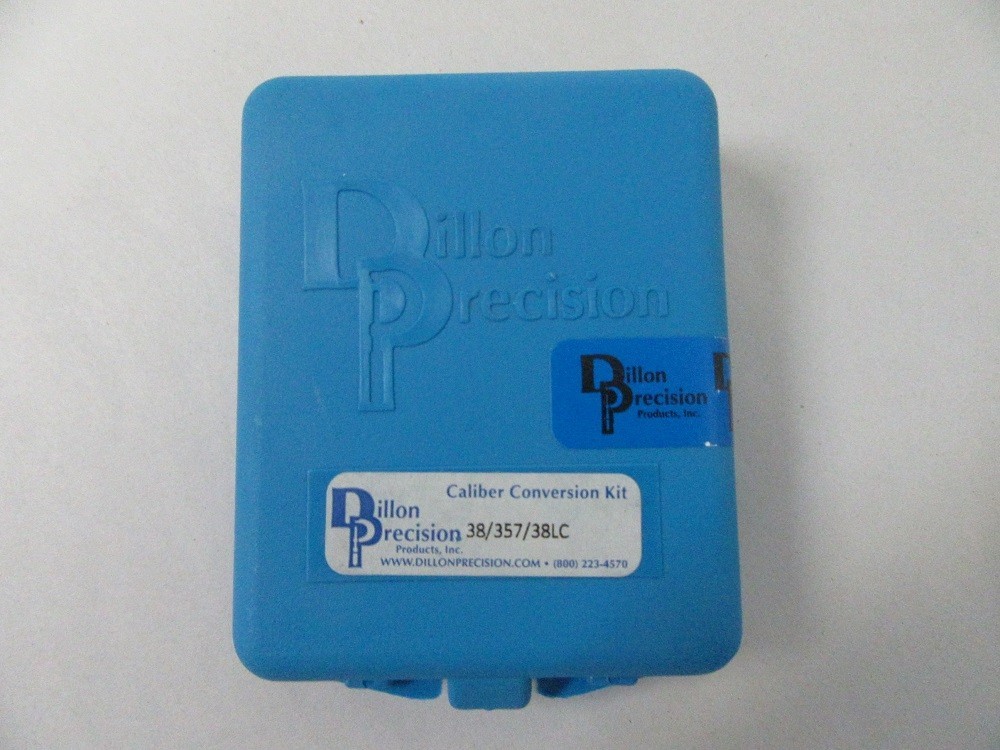 Dillon
Precision
Dillon
Precision
Products, Inc.
Caliber Conversion Kit
Dillon
Precision
38/357/38LC
Products, Inc.
WWW.DILLONPRECISION.COM • (800) 223-4570